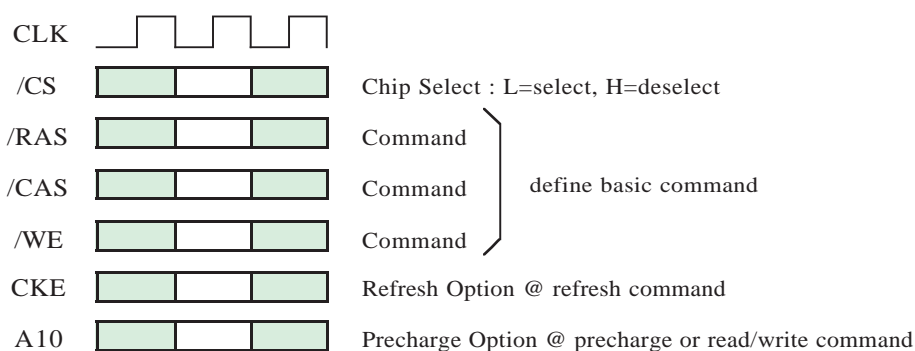 CLK
/CS Chip Select : L=select, H=deselect
/RAS Command
/CAS Command define basic command
/WE Command
CKE Refresh Option @ refresh command
A10 Precharge Option @ precharge or read/write command